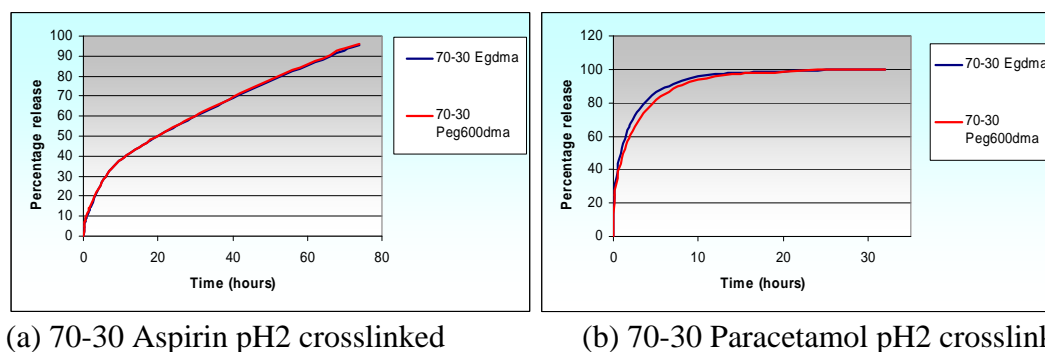 100
90
80
70
60
50
40
30
20
10
0
Percentage release
0 20 40 60 80
Time (hours)
70-30 Egdma
70-30
Peg600dma
120
100
80
60
40
20
0
Percentage release
0 10 20 30
Time (hours)
70-30 Egdma
70-30
Peg600dma
(a) 70-30 Aspirin pH2 crosslinked
(b) 70-30 Paracetamol pH2 crosslink